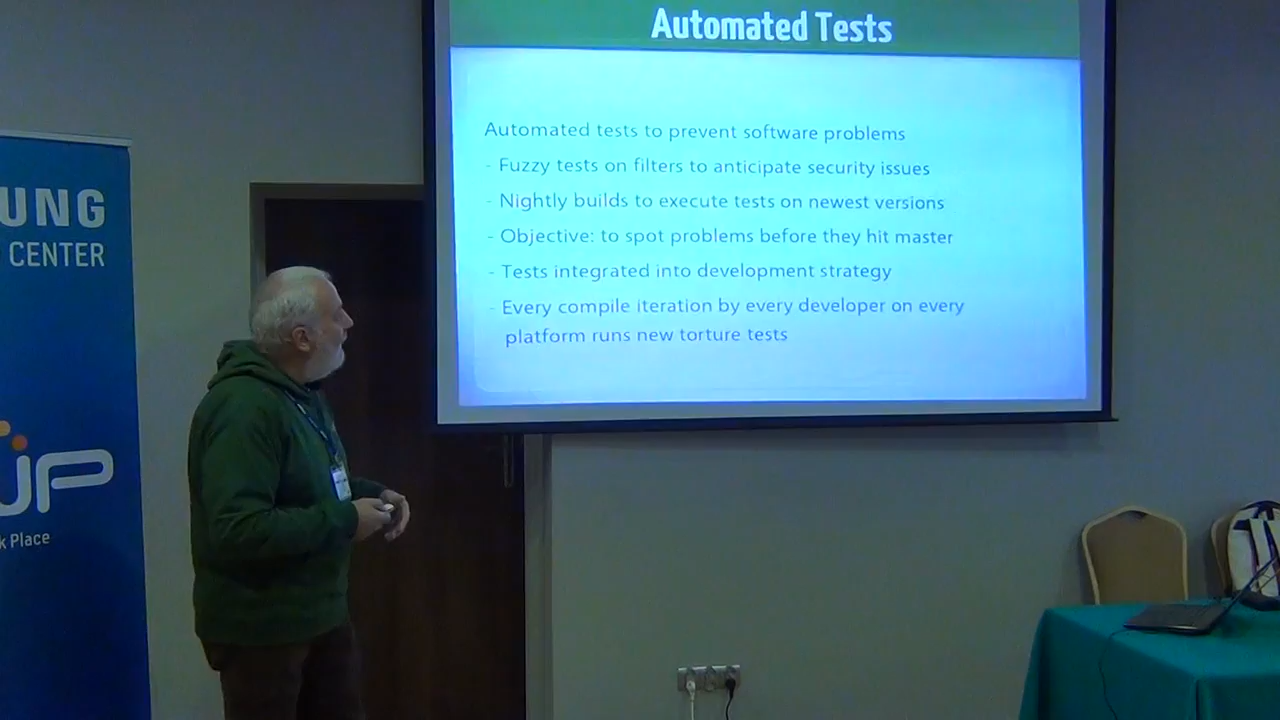 Automated Tests
Automated tests to prevent software problems
- Fuzzy tests on filters to anticipate security issues
- Nightly builds to execute tests on newest versions
- Objective: to spot problems before they hit master
- Tests integrated into development strategy
- Every compile iteration by every developer on every
platform runs new torture tests
UNG
CENTER
UP
k Place